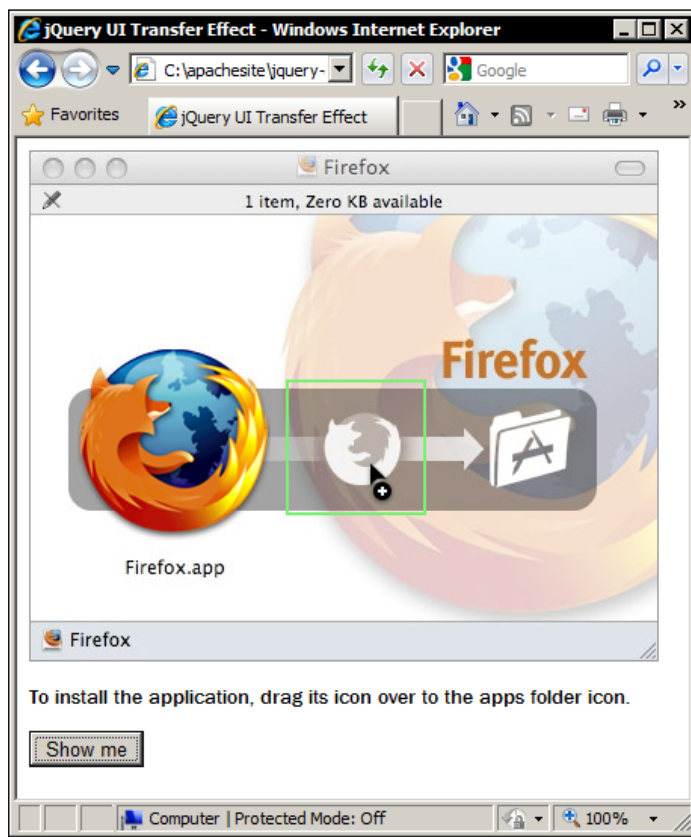 jQuery UI Transfer Effect - Windows Internet Explorer
C:\apachesite\jquery-
Google
Favorites
jQuery UI Transfer Effect
»
Firefox
1 item, Zero KB available
Firefox
Firefox.app
Firefox
To install the application, drag its icon over to the apps folder icon.
Show me
Computer | Protected Mode: Off
100%